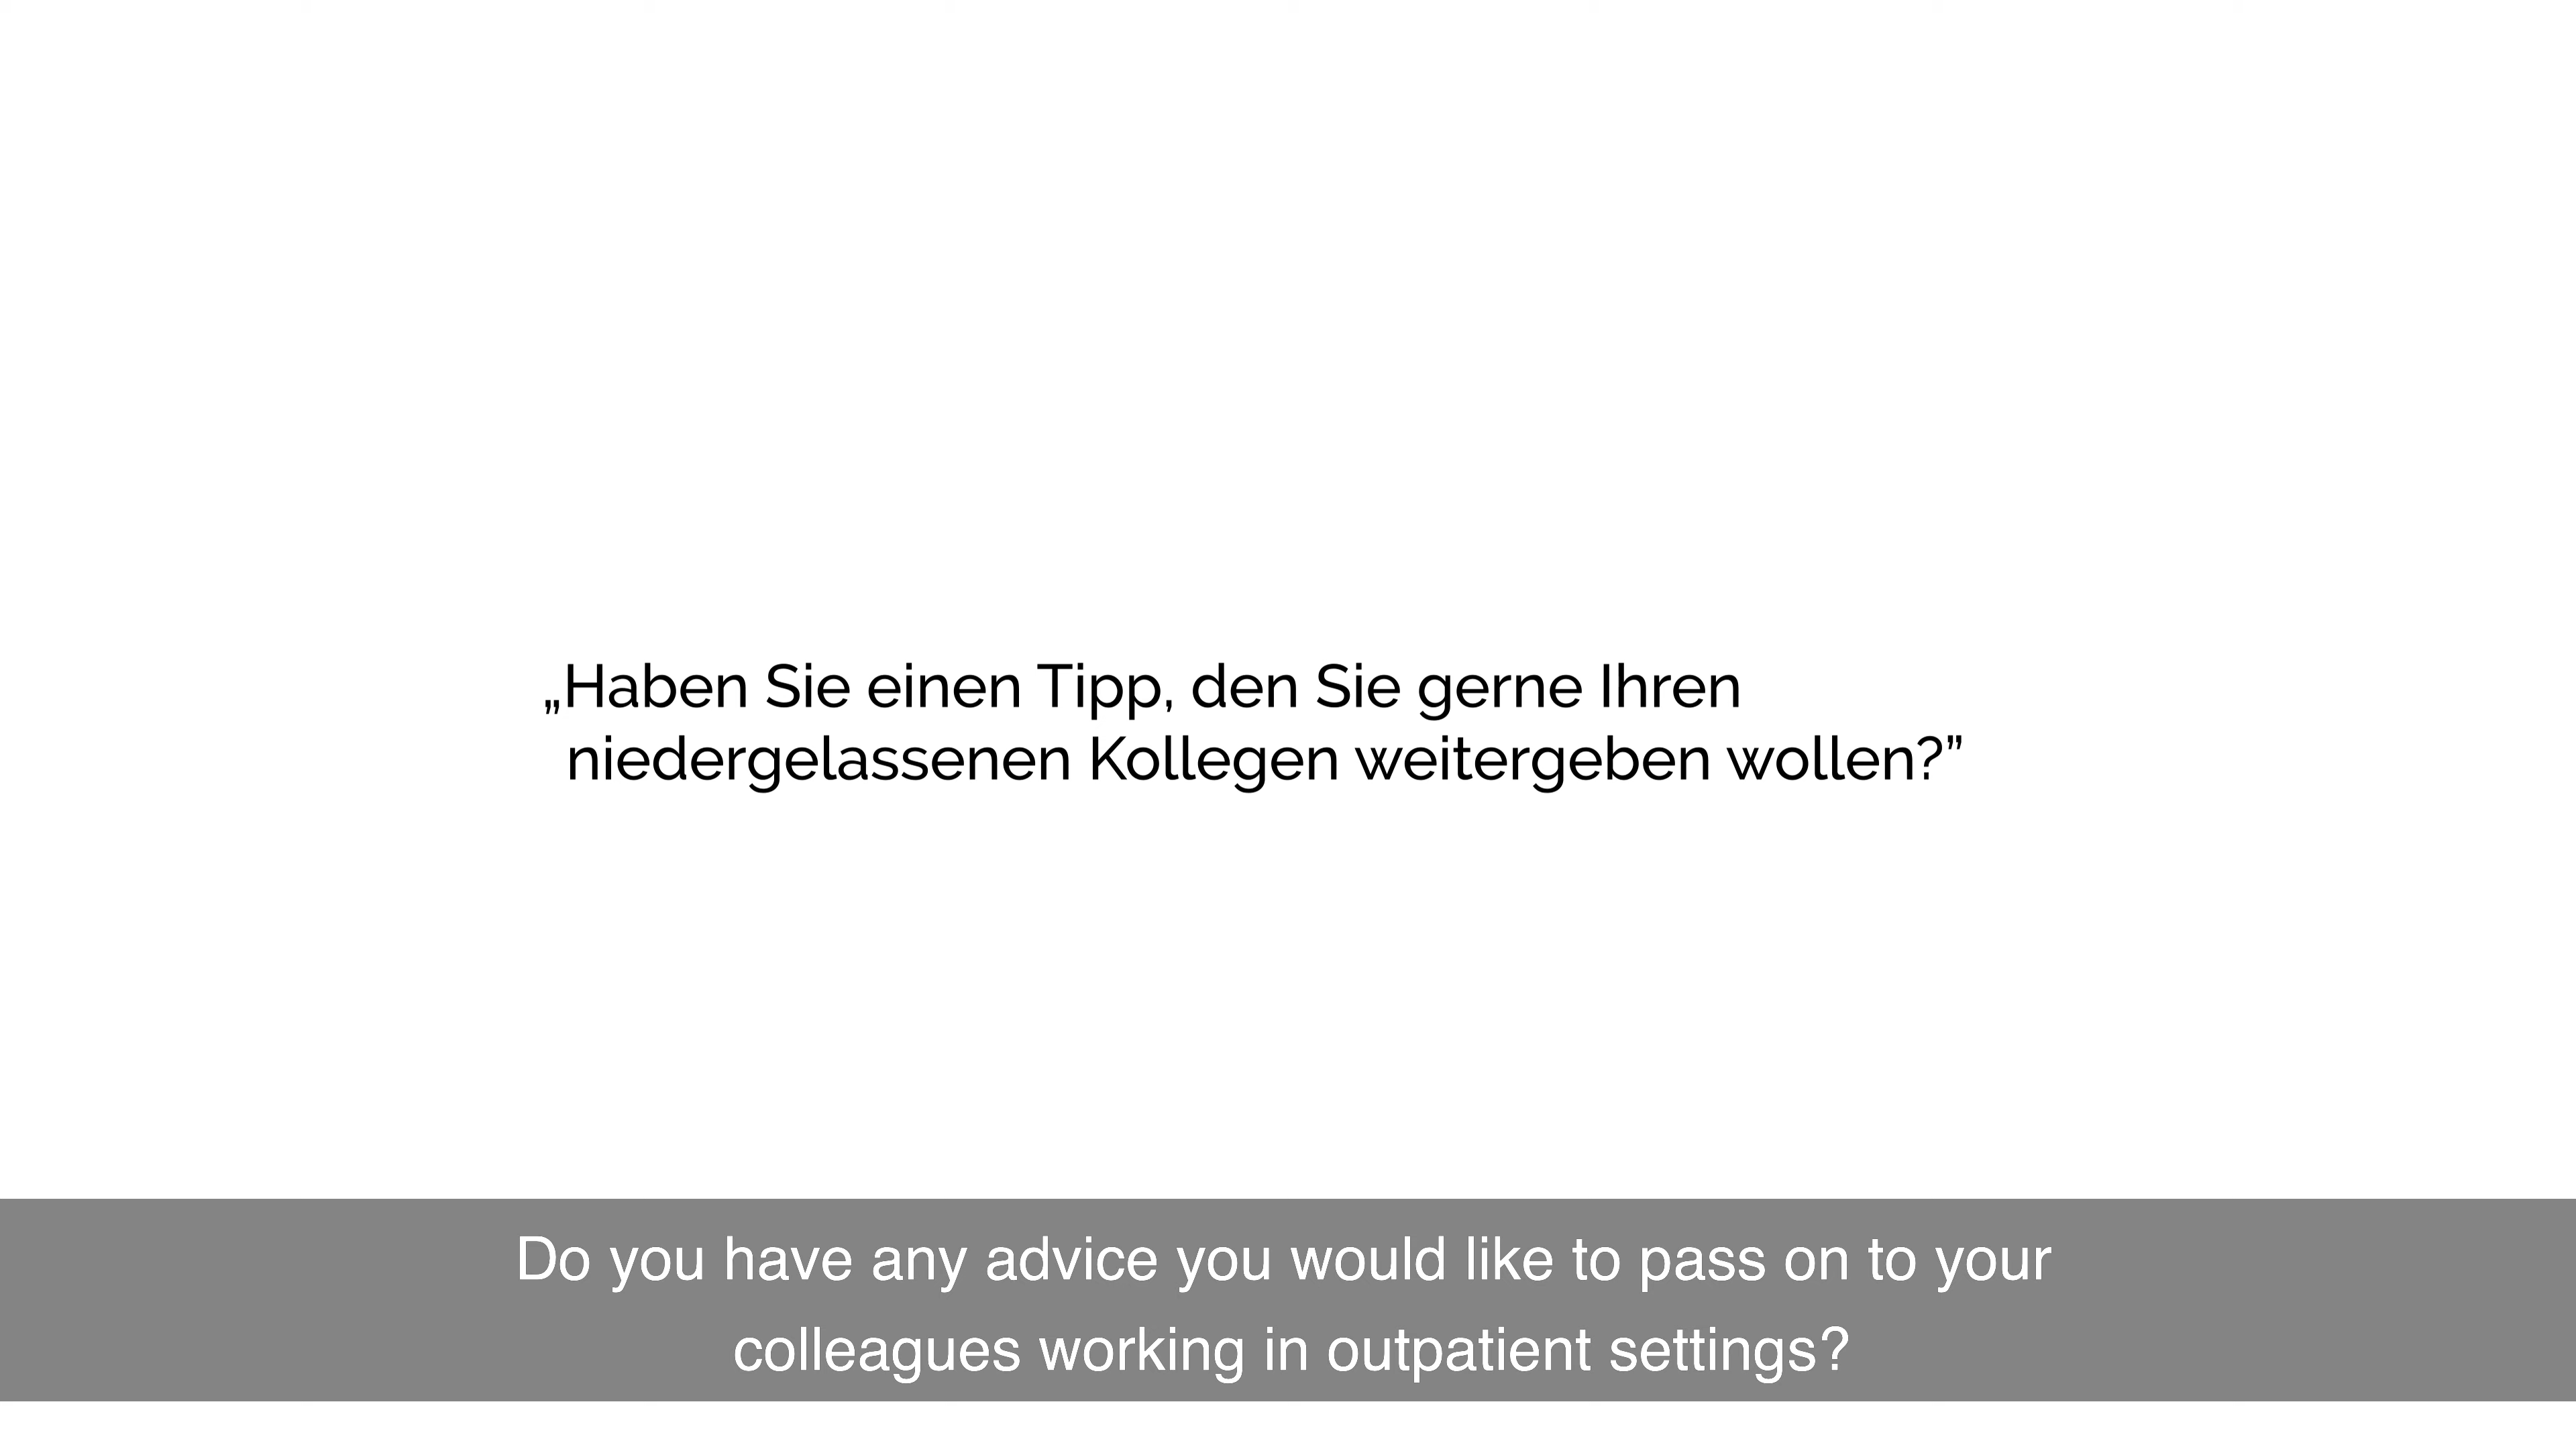 „Haben Sie einen Tipp, den Sie gerne Ihren
niedergelassenen Kollegen weitergeben wollen?”
Do you have any advice you would like to pass on to your
colleagues working in outpatient settings?